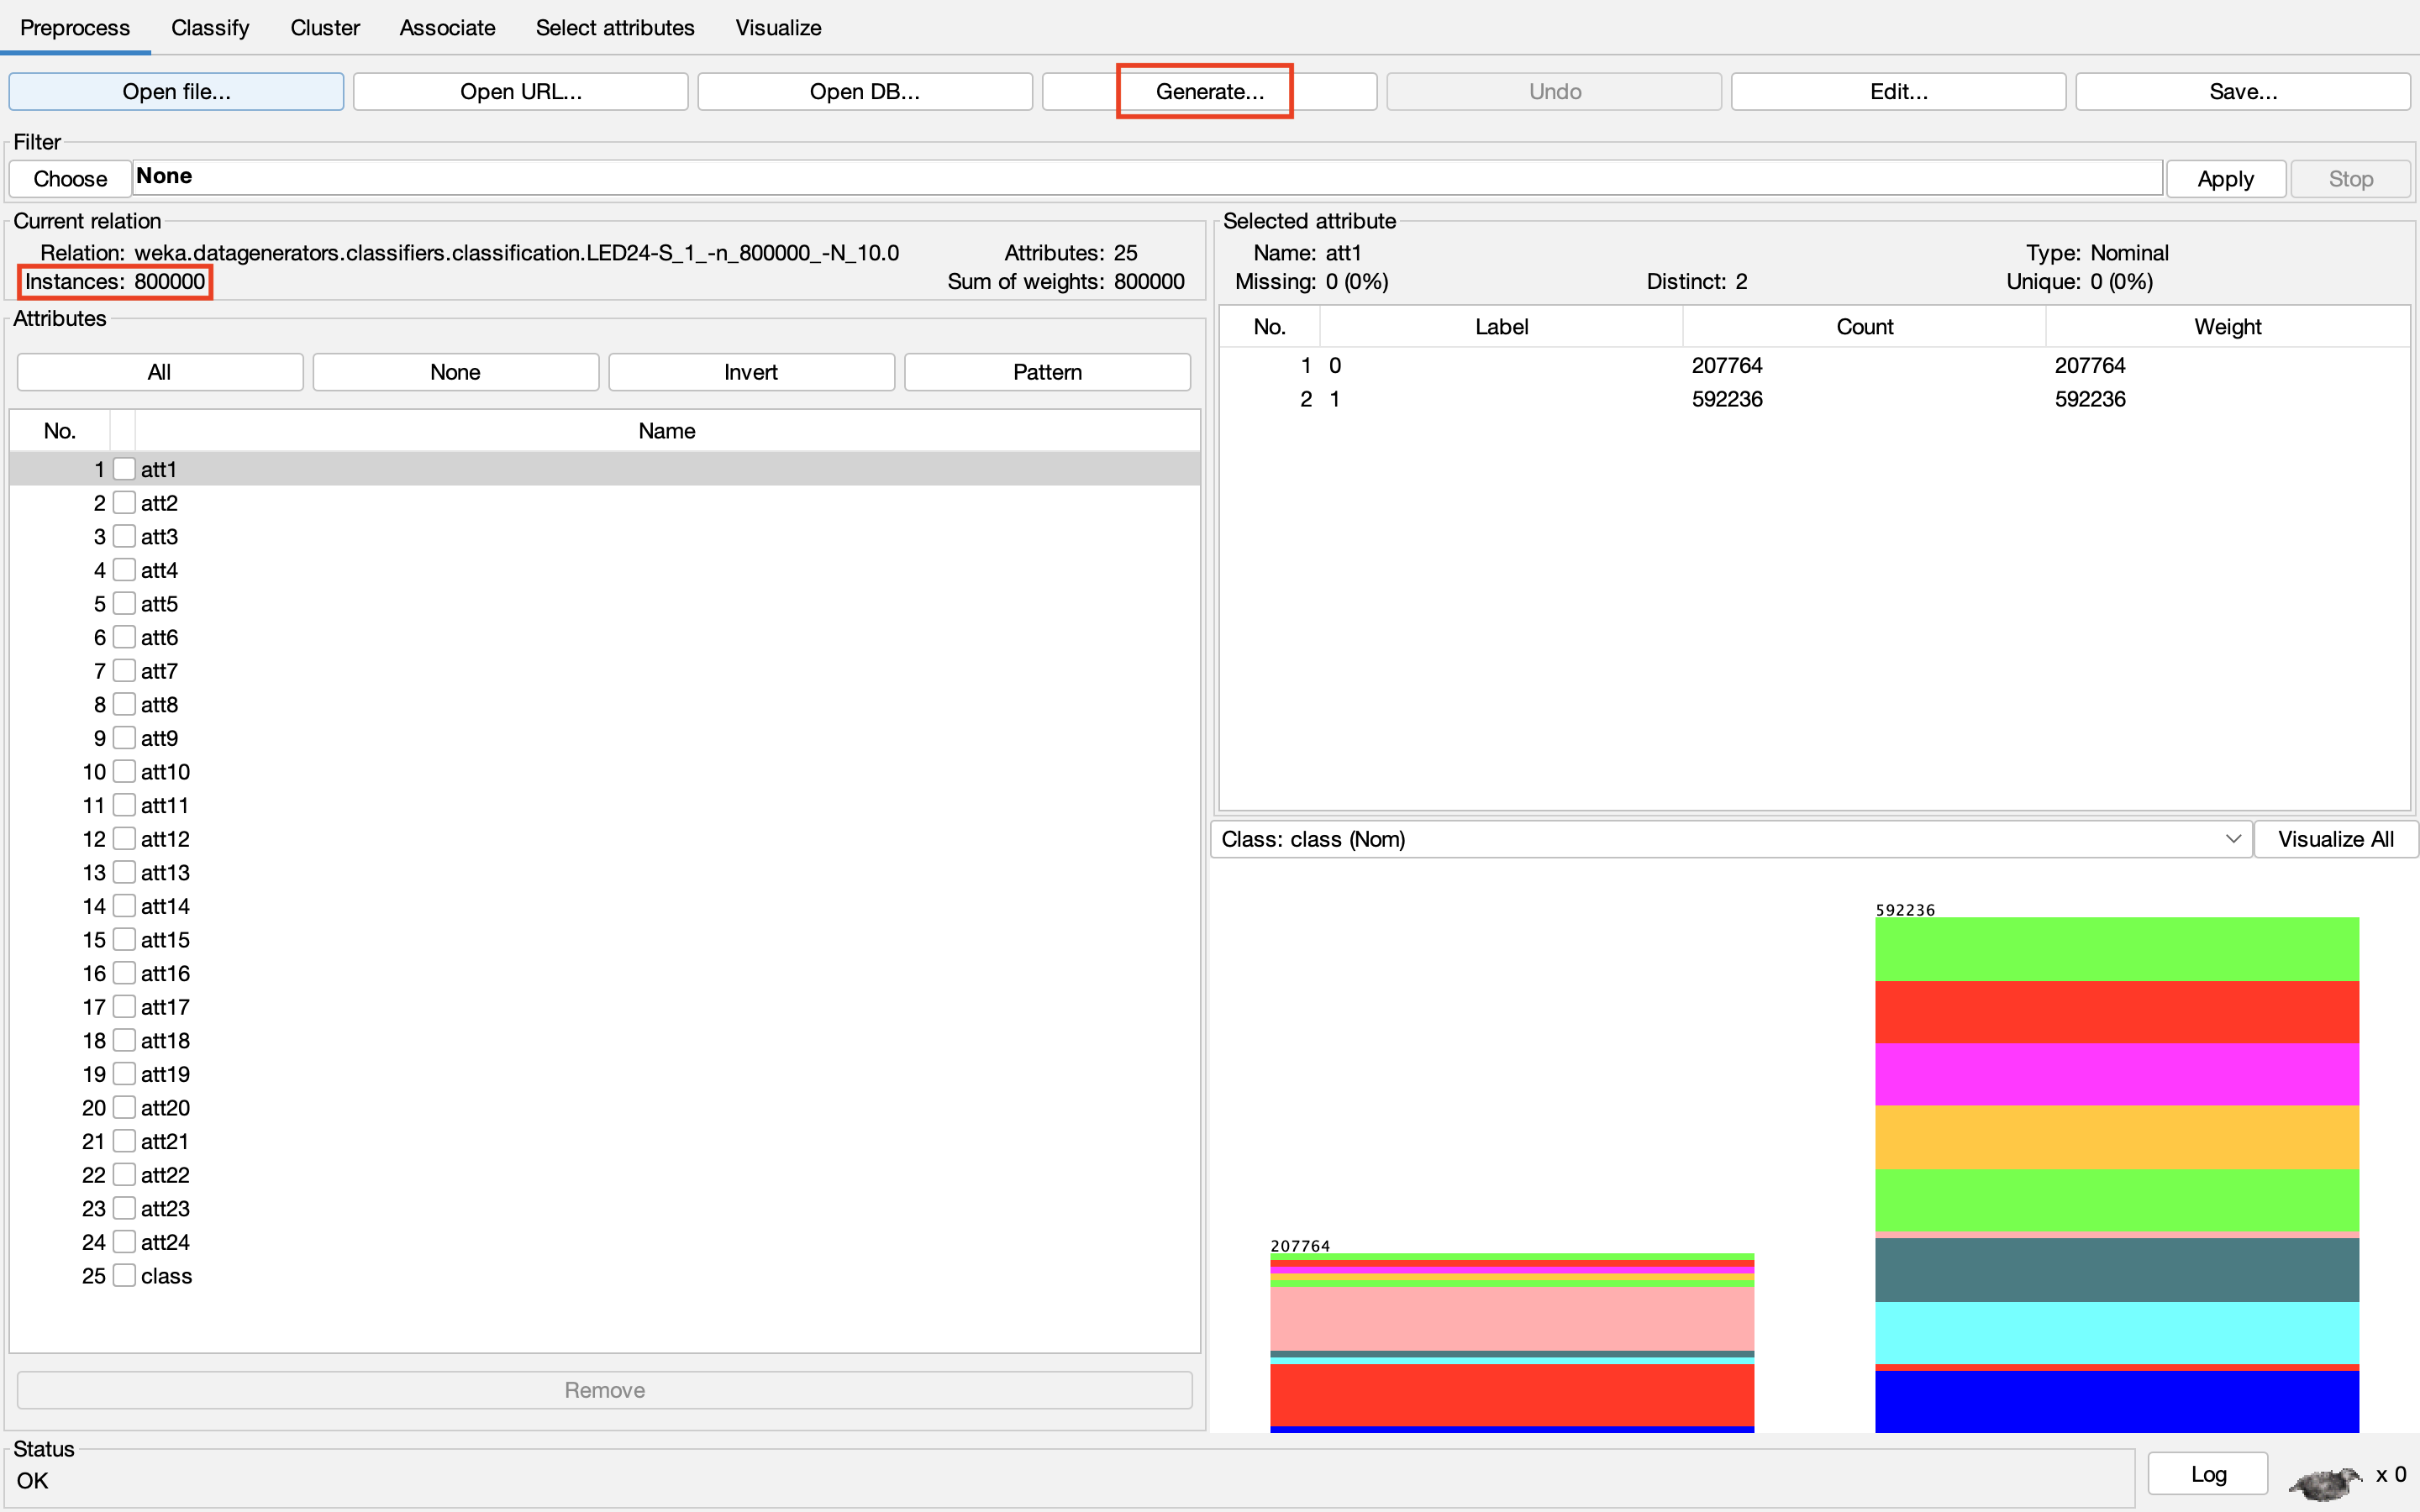 Preprocess Classify Cluster Associate Select attributes Visualize
Open file... Open URL... Open DB... Generate... Undo Edit... Save...
Filter
Choose None Apply Stop
Current relation
Relation: weka.datagenerators.classifiers.classification.LED24-S_1_-n_800000_-N_10.0 Attributes: 25
Instances: 800000 Sum of weights: 800000
Attributes
All None Invert Pattern
No. Name
1 att1
2 att2
3 att3
4 att4
5 att5
6 att6
7 att7
8 att8
9 att9
10 att10
11 att11
12 att12
13 att13
14 att14
15 att15
16 att16
17 att17
18 att18
19 att19
20 att20
21 att21
22 att22
23 att23
24 att24
25 class
Remove
Selected attribute
Name: att1 Type: Nominal
Missing: 0 (0%) Distinct: 2 Unique: 0 (0%)
No. Label Count Weight
1 0 207764 207764
2 1 592236 592236
Class: class (Nom) Visualize All
592236
207764
Status
OK
Log x 0